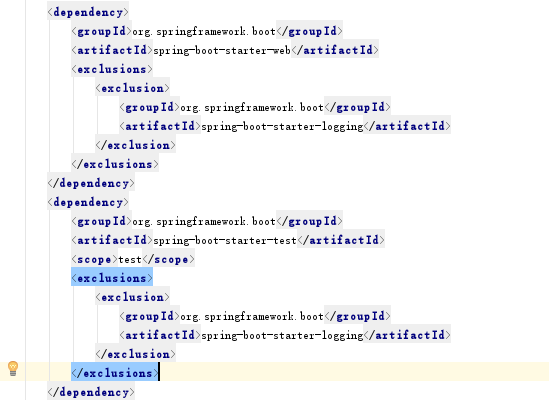 <dependency>
<groupId>org.springframework.boot</groupId>
<artifactId>spring-boot-starter-web</artifactId>
<exclusions>
<exclusion>
<groupId>org.springframework.boot</groupId>
<artifactId>spring-boot-starter-logging</artifactId>
</exclusion>
</exclusions>
</dependency>
<dependency>
<groupId>org.springframework.boot</groupId>
<artifactId>spring-boot-starter-test</artifactId>
<scope>test</scope>
<exclusions>
<exclusion>
<groupId>org.springframework.boot</groupId>
<artifactId>spring-boot-starter-logging</artifactId>
</exclusion>
</exclusions>
</dependency>